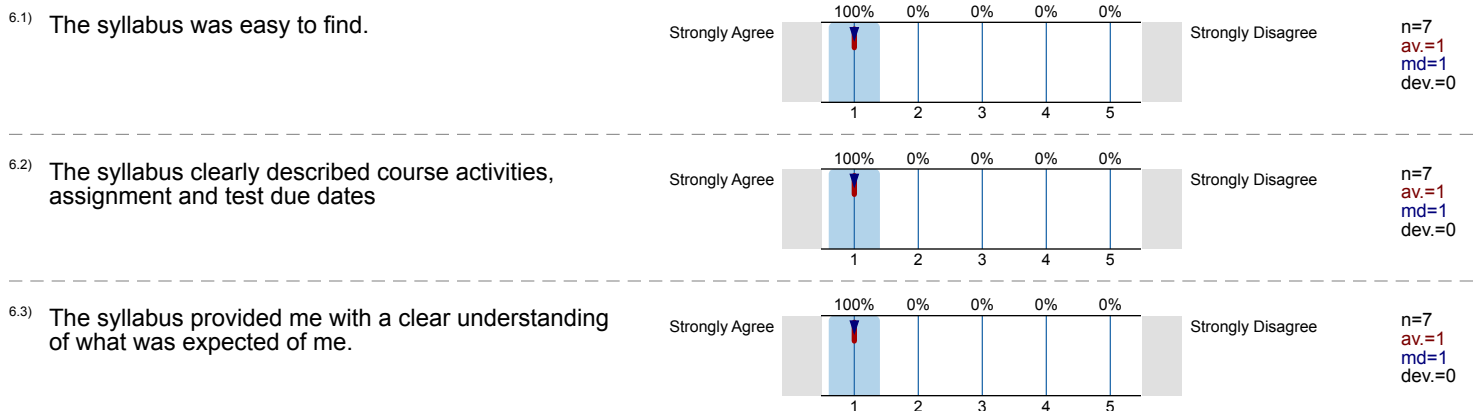 6.1) The syllabus was easy to find.
100% 0% 0% 0% 0%
Strongly Agree Strongly Disagree
1 2 3 4 5
n=7
av.=1
md=1
dev.=0
6.2) The syllabus clearly described course activities,
assignment and test due dates
100% 0% 0% 0% 0%
Strongly Agree Strongly Disagree
1 2 3 4 5
n=7
av.=1
md=1
dev.=0
6.3) The syllabus provided me with a clear understanding
of what was expected of me.
100% 0% 0% 0% 0%
Strongly Agree Strongly Disagree
1 2 3 4 5
n=7
av.=1
md=1
dev.=0